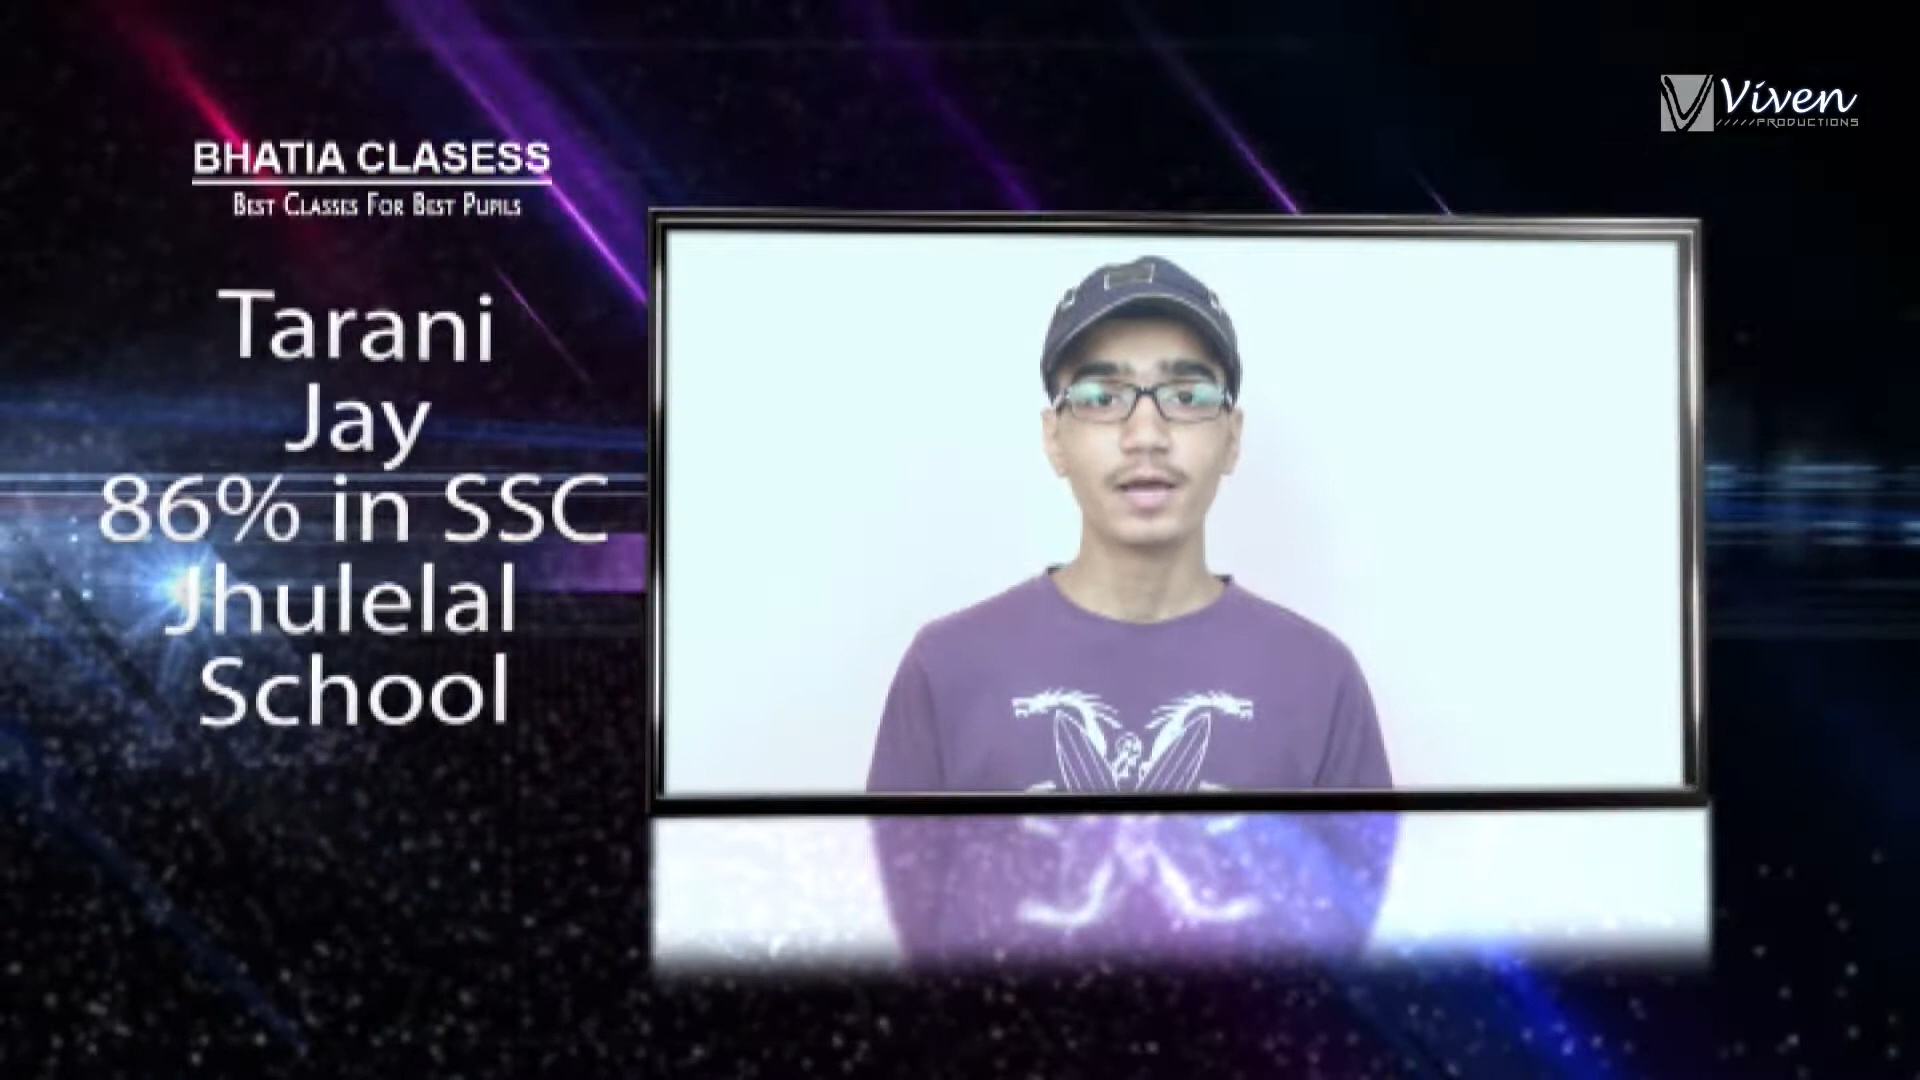 BHATIA CLASESS
BEST CLASSES FOR BEST PUPILS
Tarani
Jay
86% in SSC
Jhulelal
School
Viven
PRODUCTIONS